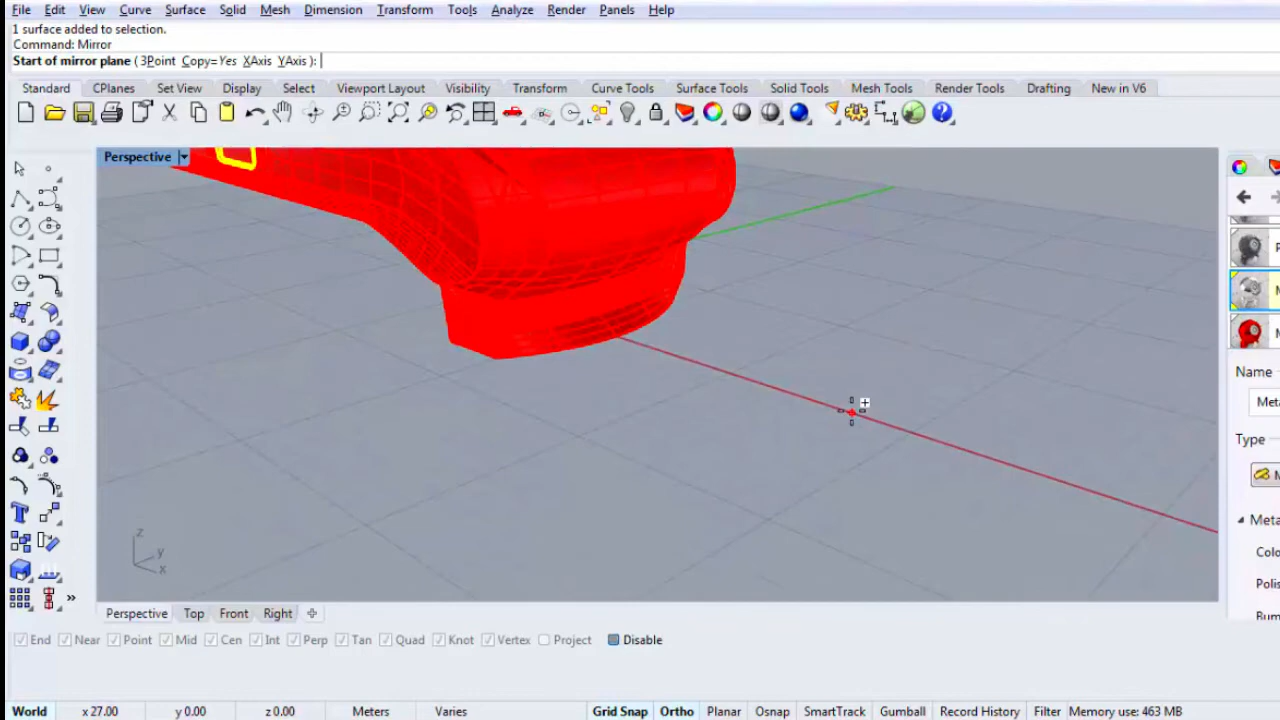 File Edit View Curve Surface Solid Mesh Dimension Transform Tools Analyze Render Panels Help
1 surface added to selection.
Command: Mirror
Start of mirror plane ( 3Point Copy=Yes XAxis YAxis ):
Standard CPlanes Set View Display Select Viewport Layout Visibility Transform Curve Tools Surface Tools Solid Tools Mesh Tools Render Tools Drafting New in V6
Perspective
P
M
M
Name
Meta
Type
M
Meta
Colo
Polis
Bum
z
y
x
Perspective Top Front Right
End Near Point Mid Cen Int Perp Tan Quad Knot Vertex Project Disable
World x 27.00 y 0.00 z 0.00 Meters Varies Grid Snap Ortho Planar Osnap SmartTrack Gumball Record History Filter Memory use: 463 MB